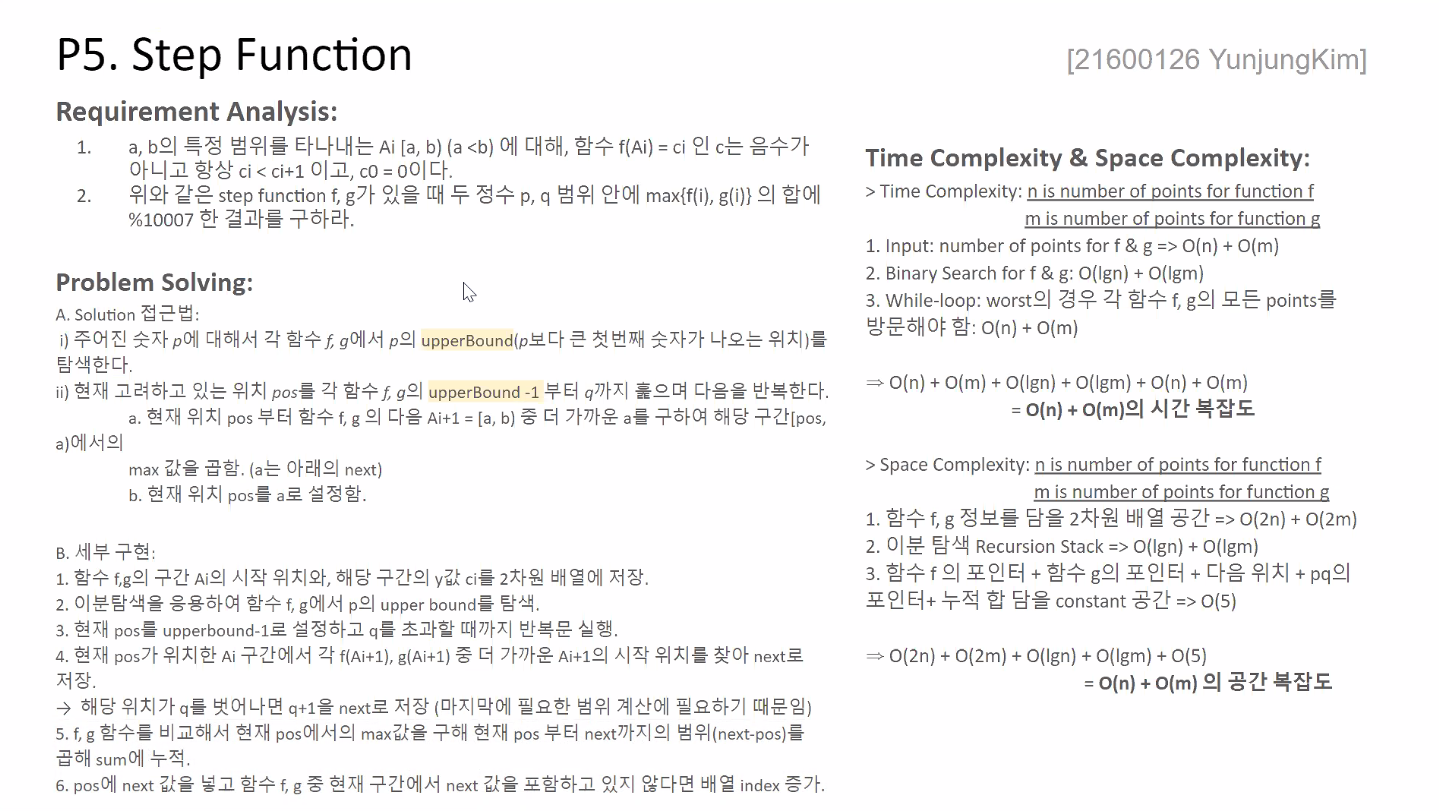 P5. Step Function
[21600126 YunjungKim]
Requirement Analysis:
1. a, b의 특정 범위를 타나내는 Ai [a, b) (a <b) 에 대해, 함수 f(Ai) = ci 인 c는 음수가
아니고 항상 ci < ci+1 이고, c0 = 0이다.
2. 위와 같은 step function f, g가 있을 때 두 정수 p, q 범위 안에 max{f(i), g(i)} 의 합에
%10007 한 결과를 구하라.
Problem Solving:
A. Solution 접근법:
i) 주어진 숫자 p에 대해서 각 함수 f, g에서 p의 upperBound(p보다 큰 첫번째 숫자가 나오는 위치)를
탐색한다.
ii) 현재 고려하고 있는 위치 pos를 각 함수 f, g의 upperBound -1 부터 q까지 훑으며 다음을 반복한다.
a. 현재 위치 pos 부터 함수 f, g 의 다음 Ai+1 = [a, b) 중 더 가까운 a를 구하여 해당 구간[pos,
a)에서의
max 값을 곱함. (a는 아래의 next)
b. 현재 위치 pos를 a로 설정함.
B. 세부 구현:
1. 함수 f,g의 구간 Ai의 시작 위치와, 해당 구간의 y값 ci를 2차원 배열에 저장.
2. 이분탐색을 응용하여 함수 f, g에서 p의 upper bound를 탐색.
3. 현재 pos를 upperbound-1로 설정하고 q를 초과할 때까지 반복문 실행.
4. 현재 pos가 위치한 Ai 구간에서 각 f(Ai+1), g(Ai+1) 중 더 가까운 Ai+1의 시작 위치를 찾아 next로
저장.
→ 해당 위치가 q를 벗어나면 q+1을 next로 저장 (마지막에 필요한 범위 계산에 필요하기 때문임)
5. f, g 함수를 비교해서 현재 pos에서의 max값을 구해 현재 pos 부터 next까지의 범위(next-pos)를
곱해 sum에 누적.
6. pos에 next 값을 넣고 함수 f, g 중 현재 구간에서 next 값을 포함하고 있지 않다면 배열 index 증가.
Time Complexity & Space Complexity:
> Time Complexity: n is number of points for function f
m is number of points for function g
1. Input: number of points for f & g => O(n) + O(m)
2. Binary Search for f & g: O(lgn) + O(lgm)
3. While-loop: worst의 경우 각 함수 f, g의 모든 points를
방문해야 함: O(n) + O(m)
⇒ O(n) + O(m) + O(lgn) + O(lgm) + O(n) + O(m)
= O(n) + O(m)의 시간 복잡도
> Space Complexity: n is number of points for function f
m is number of points for function g
1. 함수 f, g 정보를 담을 2차원 배열 공간 => O(2n) + O(2m)
2. 이분 탐색 Recursion Stack => O(lgn) + O(lgm)
3. 함수 f 의 포인터 + 함수 g의 포인터 + 다음 위치 + pq의
포인터+ 누적 합 담을 constant 공간 => O(5)
⇒ O(2n) + O(2m) + O(lgn) + O(lgm) + O(5)
= O(n) + O(m) 의 공간 복잡도